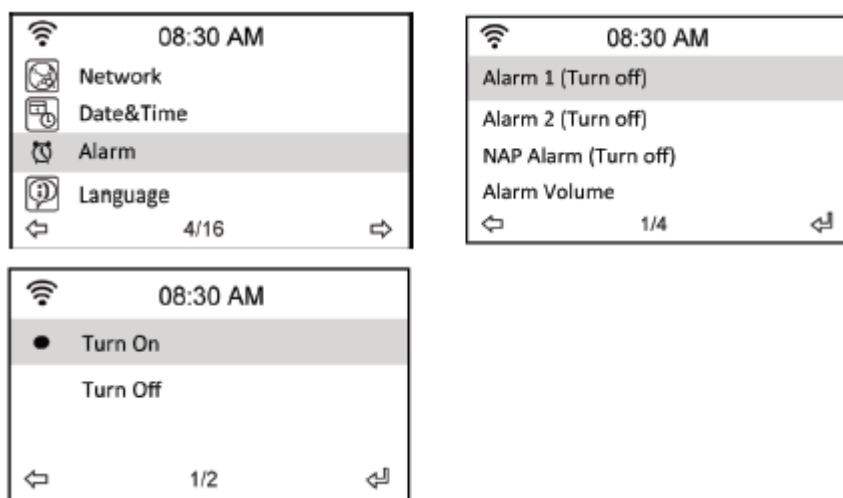 08:30 AM
Network
Date&Time
Alarm
Language
4/16
08:30 AM
Alarm 1 (Turn off)
Alarm 2 (Turn off)
NAP Alarm (Turn off)
Alarm Volume
1/4
08:30 AM
Turn On
Turn Off
1/2